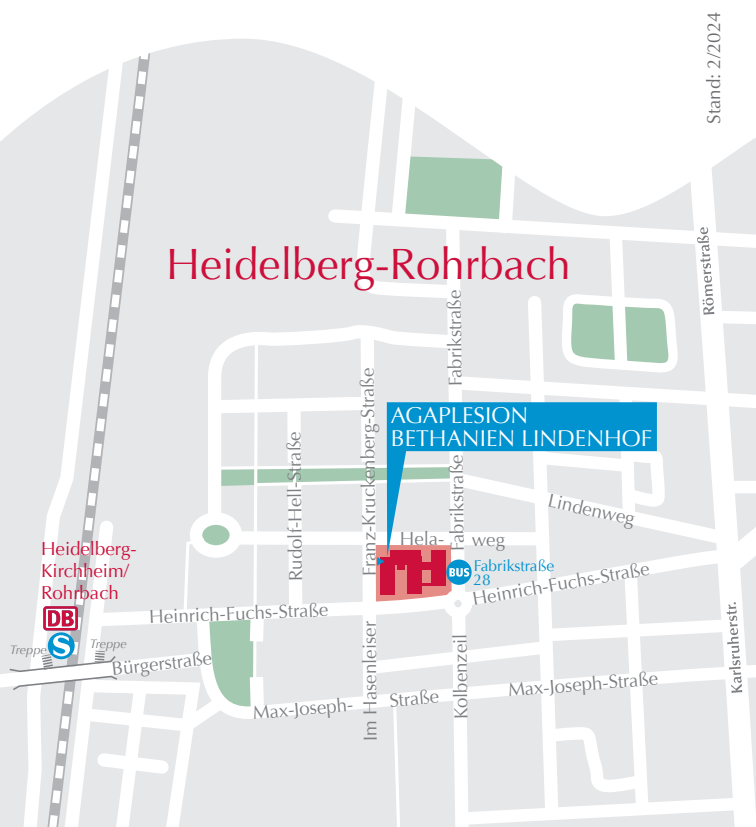 Stand: 2/2024
Heidelberg-Rohrbach
Römerstraße
Fabrikstraße
Franz-Kruckenberg-Straße
AGAPLESION
BETHANIEN LINDENHOF
Rudolf-Hell-Straße
Fabrikstraße
Lindenweg
Hela- weg
Heidelberg-
Kirchheim/
Rohrbach
BUS
Fabrikstraße
28
DB
S
Heinrich-Fuchs-Straße
Heinrich-Fuchs-Straße
Treppe
Treppe
Bürgerstraße
Im Hasenleiser
Kolbenzeil
Karlsruherstr.
Max-Joseph- Straße
Max-Joseph-Straße